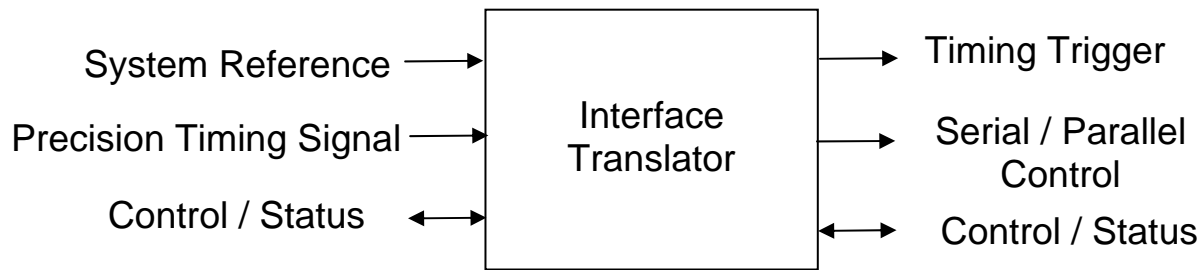 System Reference
Precision Timing Signal
Control / Status
Interface
Translator
Timing Trigger
Serial / Parallel
Control
Control / Status